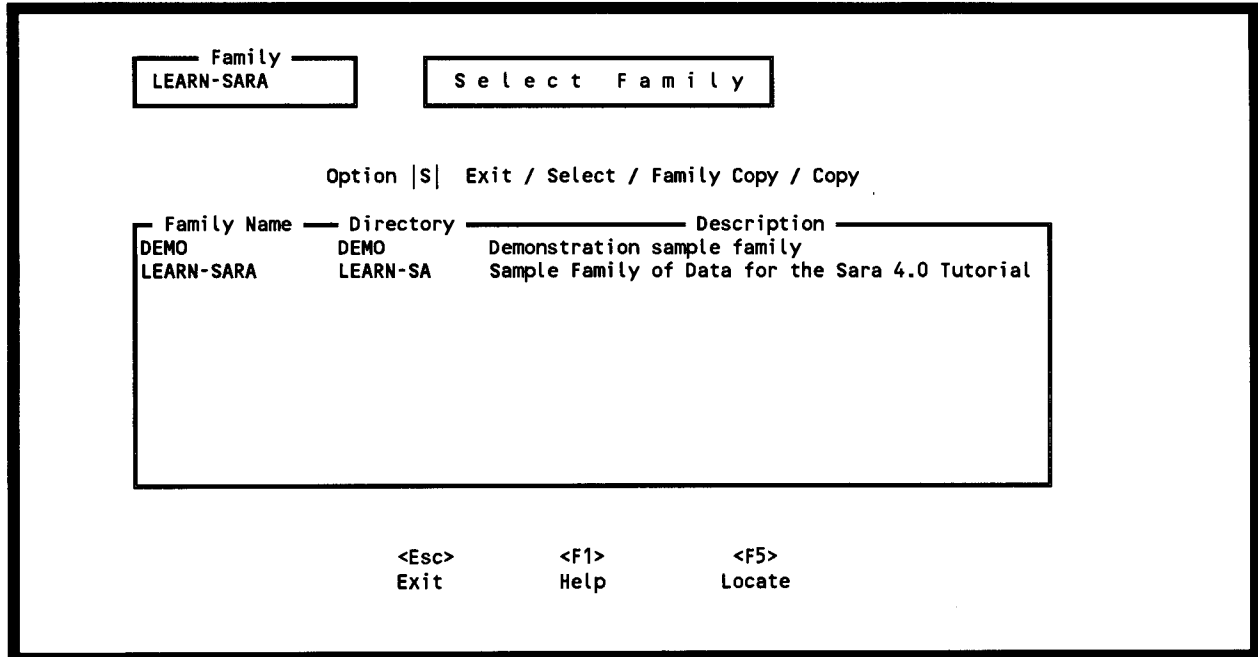 Family
LEARN-SARA
S e l e c t  F a m i l y
Option |S| Exit / Select / Family Copy / Copy
Family Name Directory Description
DEMO DEMO Demonstration sample family
LEARN-SARA LEARN-SA Sample Family of Data for the Sara 4.0 Tutorial
<Esc> <F1> <F5>
Exit Help Locate